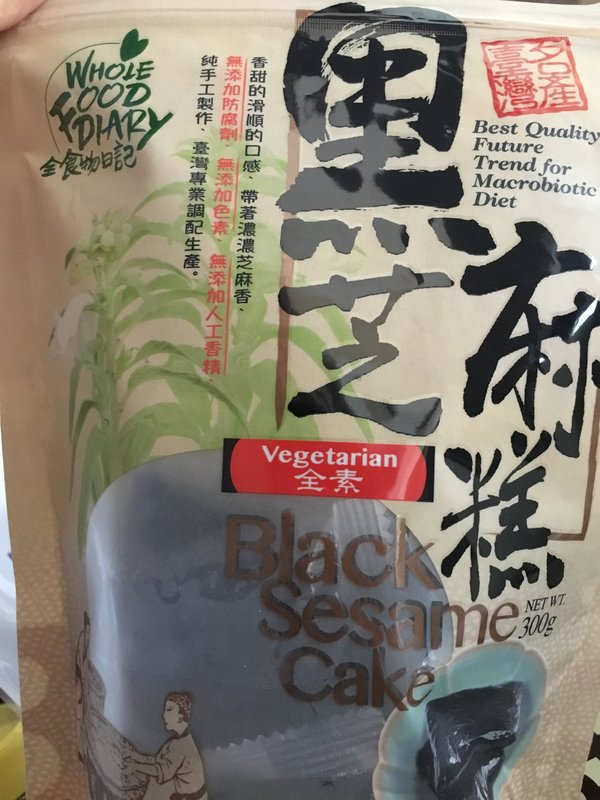 WHOLE
FOOD
DIARY
全食物日記
香甜的滑順的口感、帶著濃濃芝麻香、
無添加防腐劑、無添加色素、無添加人工香精、
純手工製作、臺灣專業調配生產。
黑芝
麻糕
名產
臺灣
Best Quality
Future
Trend for
Macrobiotic
Diet
Vegetarian
全素
Black
Sesame
Cake
NET WT.
300g